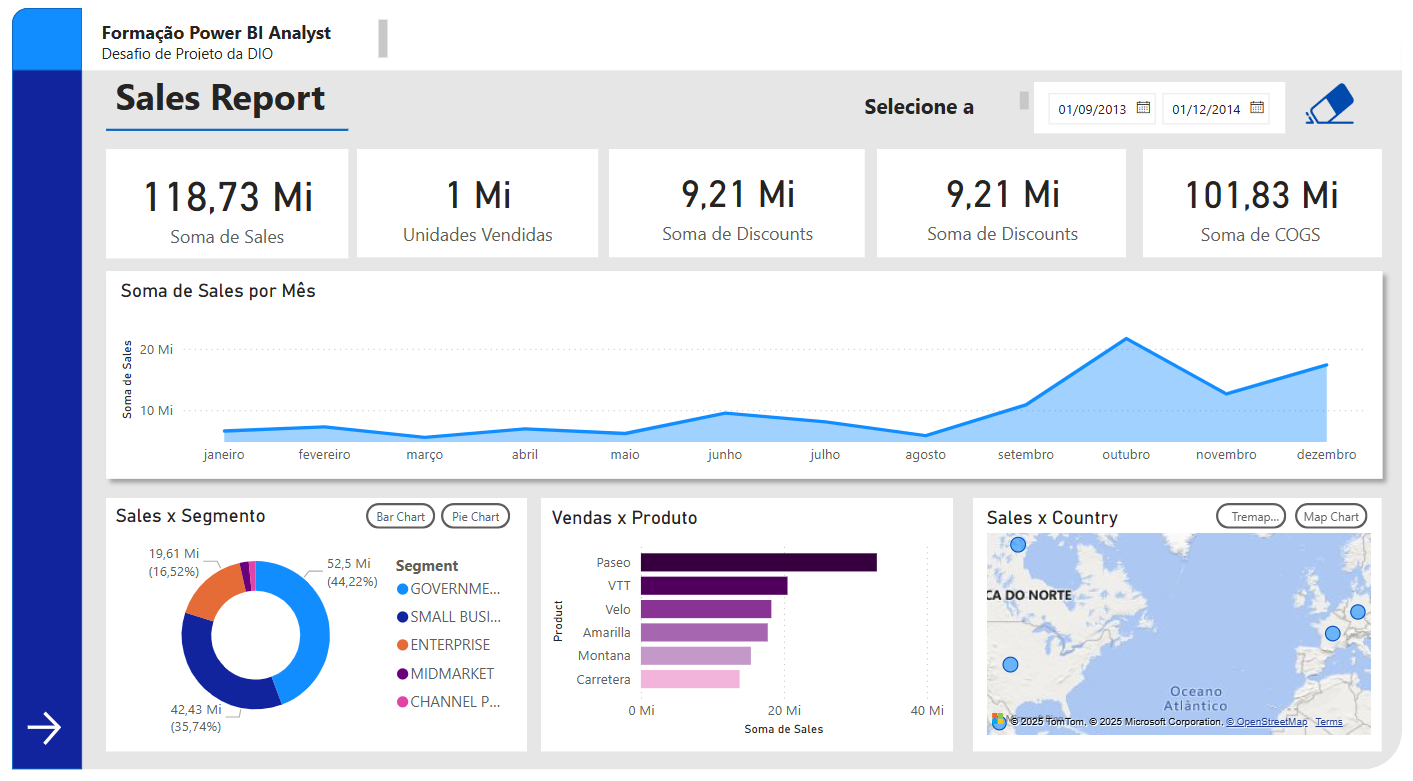 Formação Power BI Analyst
Desafio de Projeto da DIO
Sales Report
Selecione a
01/09/2013
01/12/2014
118,73 Mi
Soma de Sales
1 Mi
Unidades Vendidas
9,21 Mi
Soma de Discounts
9,21 Mi
Soma de Discounts
101,83 Mi
Soma de COGS
Soma de Sales por Mês
Soma de Sales
20 Mi
10 Mi
janeiro
fevereiro
março
abril
maio
junho
julho
agosto
setembro
outubro
novembro
dezembro
Sales x Segmento
Bar Chart
Pie Chart
19,61 Mi
(16,52%)
52,5 Mi
(44,22%)
42,43 Mi
(35,74%)
Segment
GOVERNME...
SMALL BUSI...
ENTERPRISE
MIDMARKET
CHANNEL P...
Vendas x Produto
Product
Paseo
VTT
Velo
Amarilla
Montana
Carretera
0 Mi
20 Mi
40 Mi
Soma de Sales
Sales x Country
Tremap...
Map Chart
CA DO NORTE
Oceano
Atlântico
© 2025 TomTom, © 2025 Microsoft Corporation, © OpenStreetMap Terms